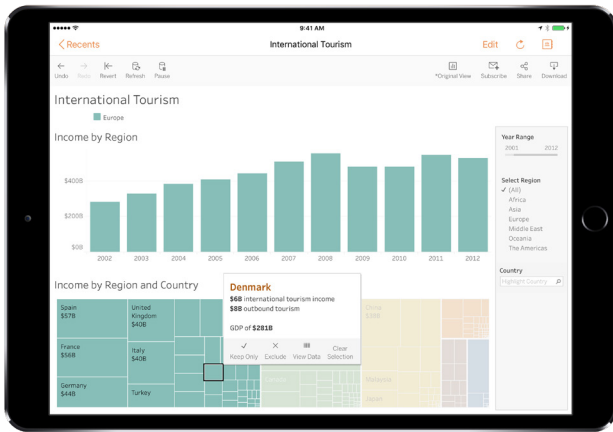 9:41 AM
Recents
International Tourism
Edit
Undo
Revert
Refresh
Pause
*Original View
Subscribe
Share
Download
International Tourism
Europe
Income by Region
$400B
$200B
$0B
2002 2003 2004 2005 2006 2007 2008 2009 2010 2011 2012
Year Range
2001 2012
Select Region
✓ (All)
Africa
Asia
Europe
Middle East
Oceania
The Americas
Country
Highlight Country
Income by Region and Country
Spain
$57B
United
Kingdom
$40B
France
$56B
Italy
$40B
Germany
$44B
Turkey
Denmark
$6B international tourism income
$8B outbound tourism
GDP of $281B
Keep Only
Exclude
View Data
Clear
Selection
China
Malaysia
Japan